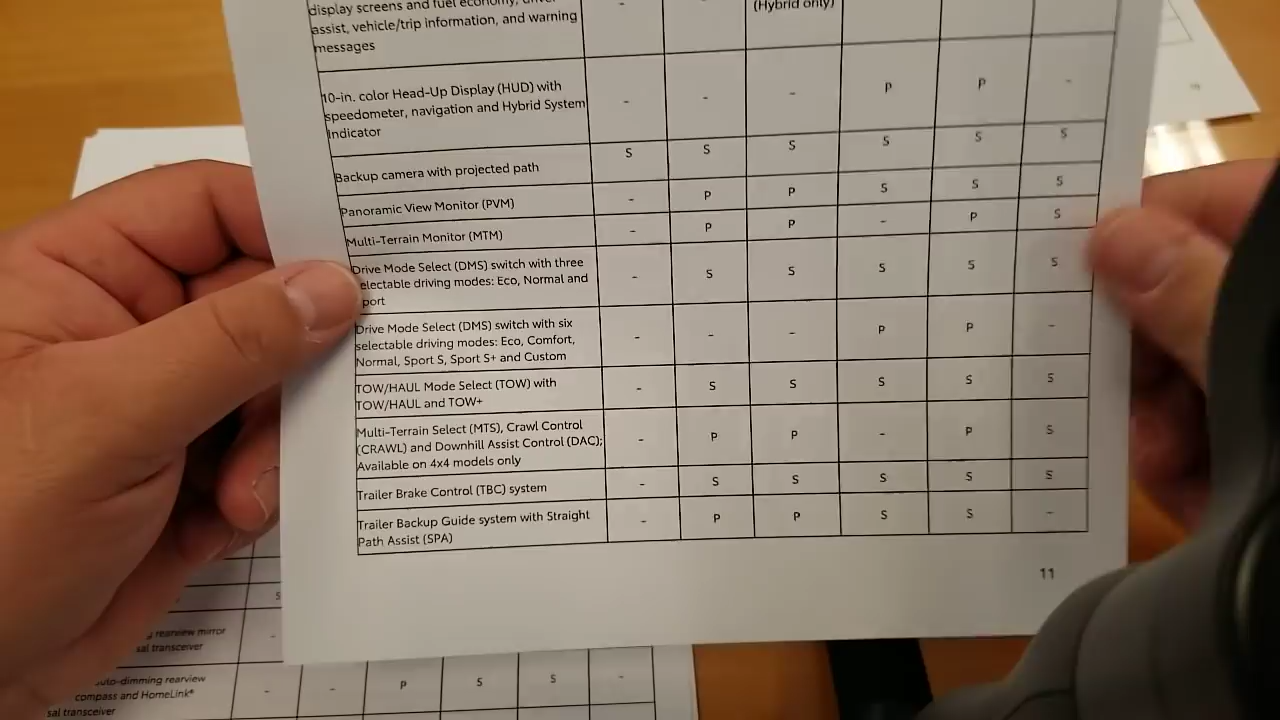 display screens and fuel economy, driver
assist, vehicle/trip information, and warning
messages
- - (Hybrid only)
10-in. color Head-Up Display (HUD) with
speedometer, navigation and Hybrid System
Indicator
- - - P P -
Backup camera with projected path
S S S S S S
Panoramic View Monitor (PVM)
- P P S S S
Multi-Terrain Monitor (MTM)
- P P - P S
Drive Mode Select (DMS) switch with three
electable driving modes: Eco, Normal and
port
- S S S S S
Drive Mode Select (DMS) switch with six
selectable driving modes: Eco, Comfort,
Normal, Sport S, Sport S+ and Custom
- - - P P -
TOW/HAUL Mode Select (TOW) with
TOW/HAUL and TOW+
- S S S S S
Multi-Terrain Select (MTS), Crawl Control
(CRAWL) and Downhill Assist Control (DAC);
Available on 4x4 models only
- P P - P S
Trailer Brake Control (TBC) system
- S S S S S
Trailer Backup Guide system with Straight
Path Assist (SPA)
- P P S S -
11
S
rearview mirror
sal transceiver
-
auto-dimming rearview
compass and HomeLink®
sal transceiver
- - P S S -